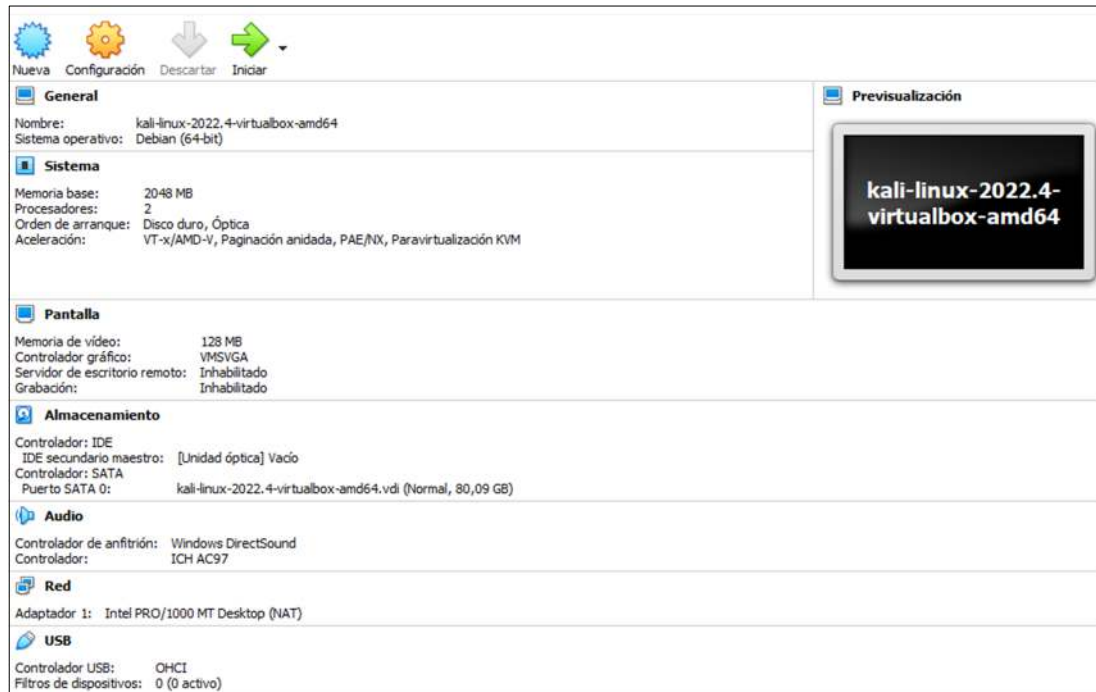 Nueva Configuración Descartar Iniciar
General
Nombre: kali-linux-2022.4-virtualbox-amd64
Sistema operativo: Debian (64-bit)
Previsualización
kali-linux-2022.4-
virtualbox-amd64
Sistema
Memoria base: 2048 MB
Procesadores: 2
Orden de arranque: Disco duro, Óptica
Aceleración: VT-x/AMD-V, Paginación anidada, PAE/NX, Paravirtualización KVM
Pantalla
Memoria de vídeo: 128 MB
Controlador gráfico: VMSVGA
Servidor de escritorio remoto: Inhabilitado
Grabación: Inhabilitado
Almacenamiento
Controlador: IDE
IDE secundario maestro: [Unidad óptica] Vacío
Controlador: SATA
Puerto SATA 0: kali-linux-2022.4-virtualbox-amd64.vdi (Normal, 80,09 GB)
Audio
Controlador de anfitrión: Windows DirectSound
Controlador: ICH AC97
Red
Adaptador 1: Intel PRO/1000 MT Desktop (NAT)
USB
Controlador USB: OHCI
Filtros de dispositivos: 0 (0 activo)